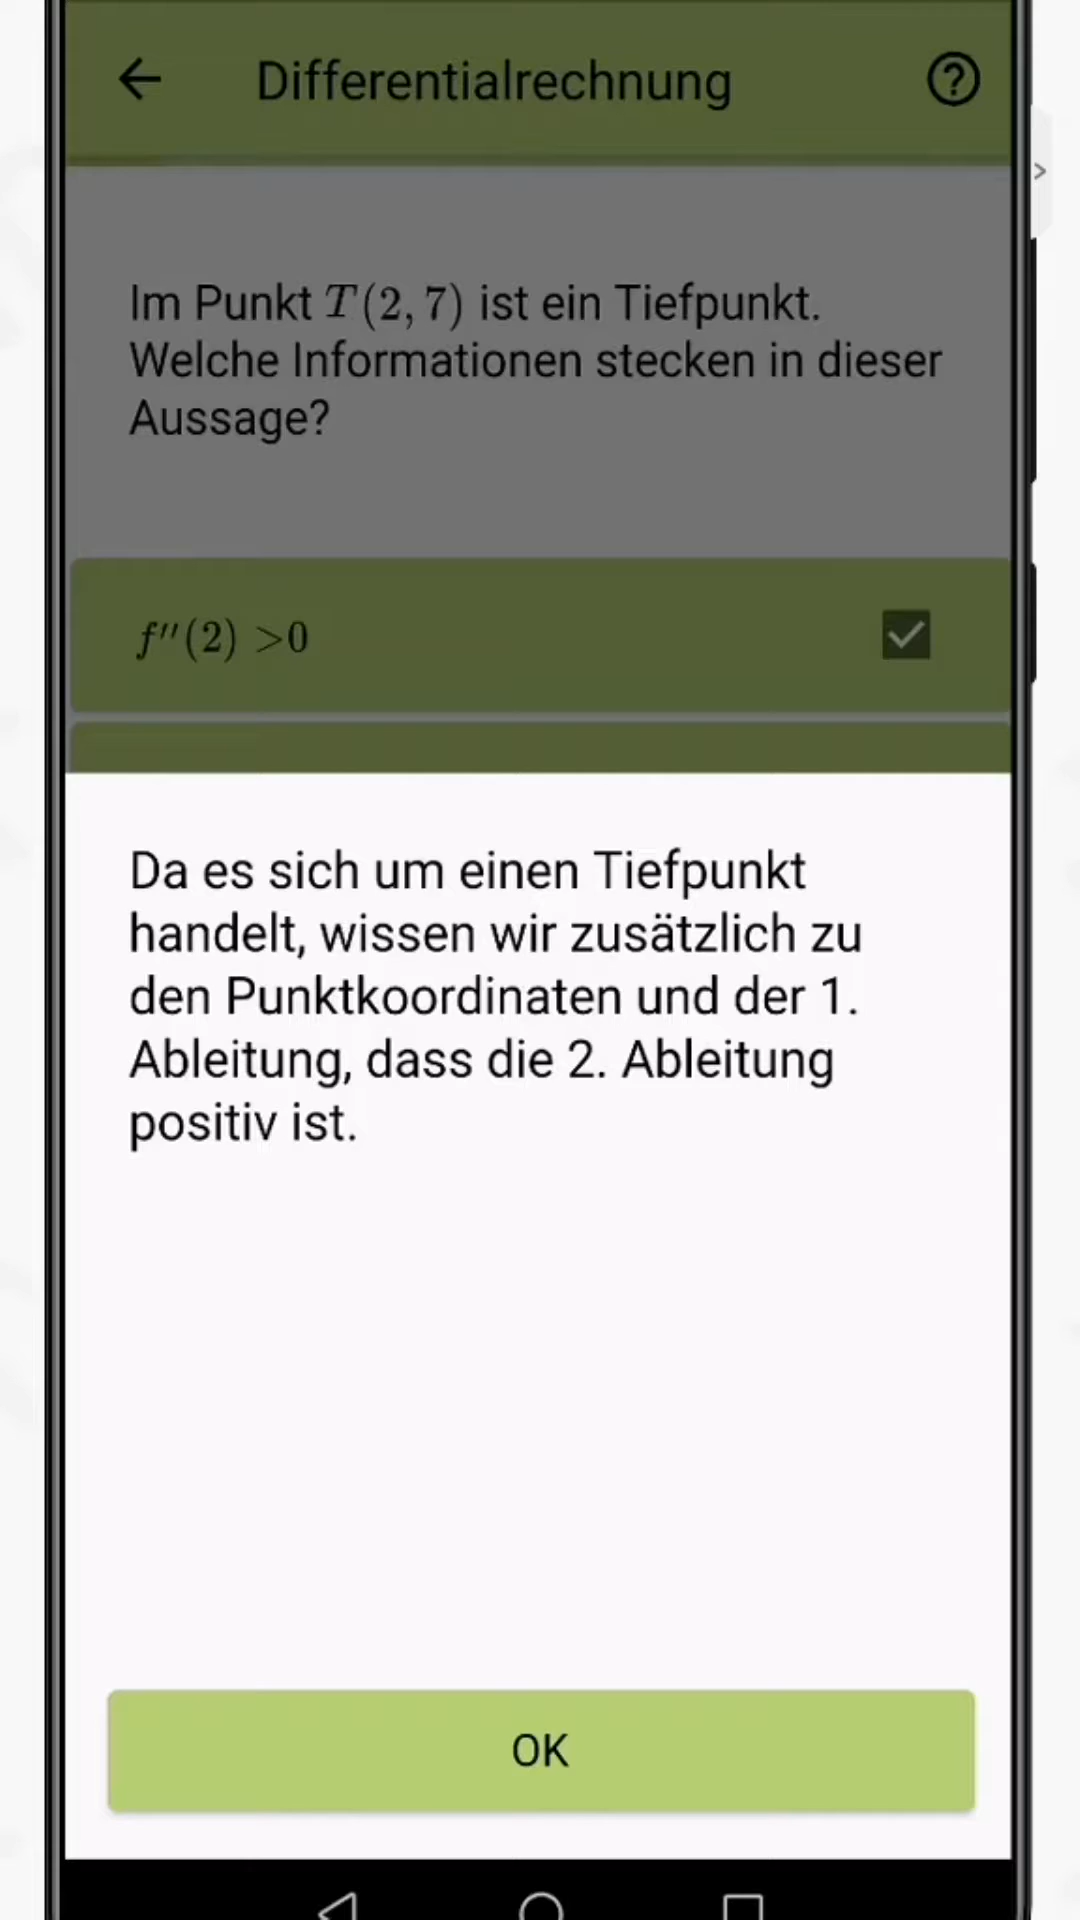 Differentialrechnung
Im Punkt T(2,7) ist ein Tiefpunkt.
Welche Informationen stecken in dieser
Aussage?
f''(2) >0
Da es sich um einen Tiefpunkt
handelt, wissen wir zusätzlich zu
den Punktkoordinaten und der 1.
Ableitung, dass die 2. Ableitung
positiv ist.
OK